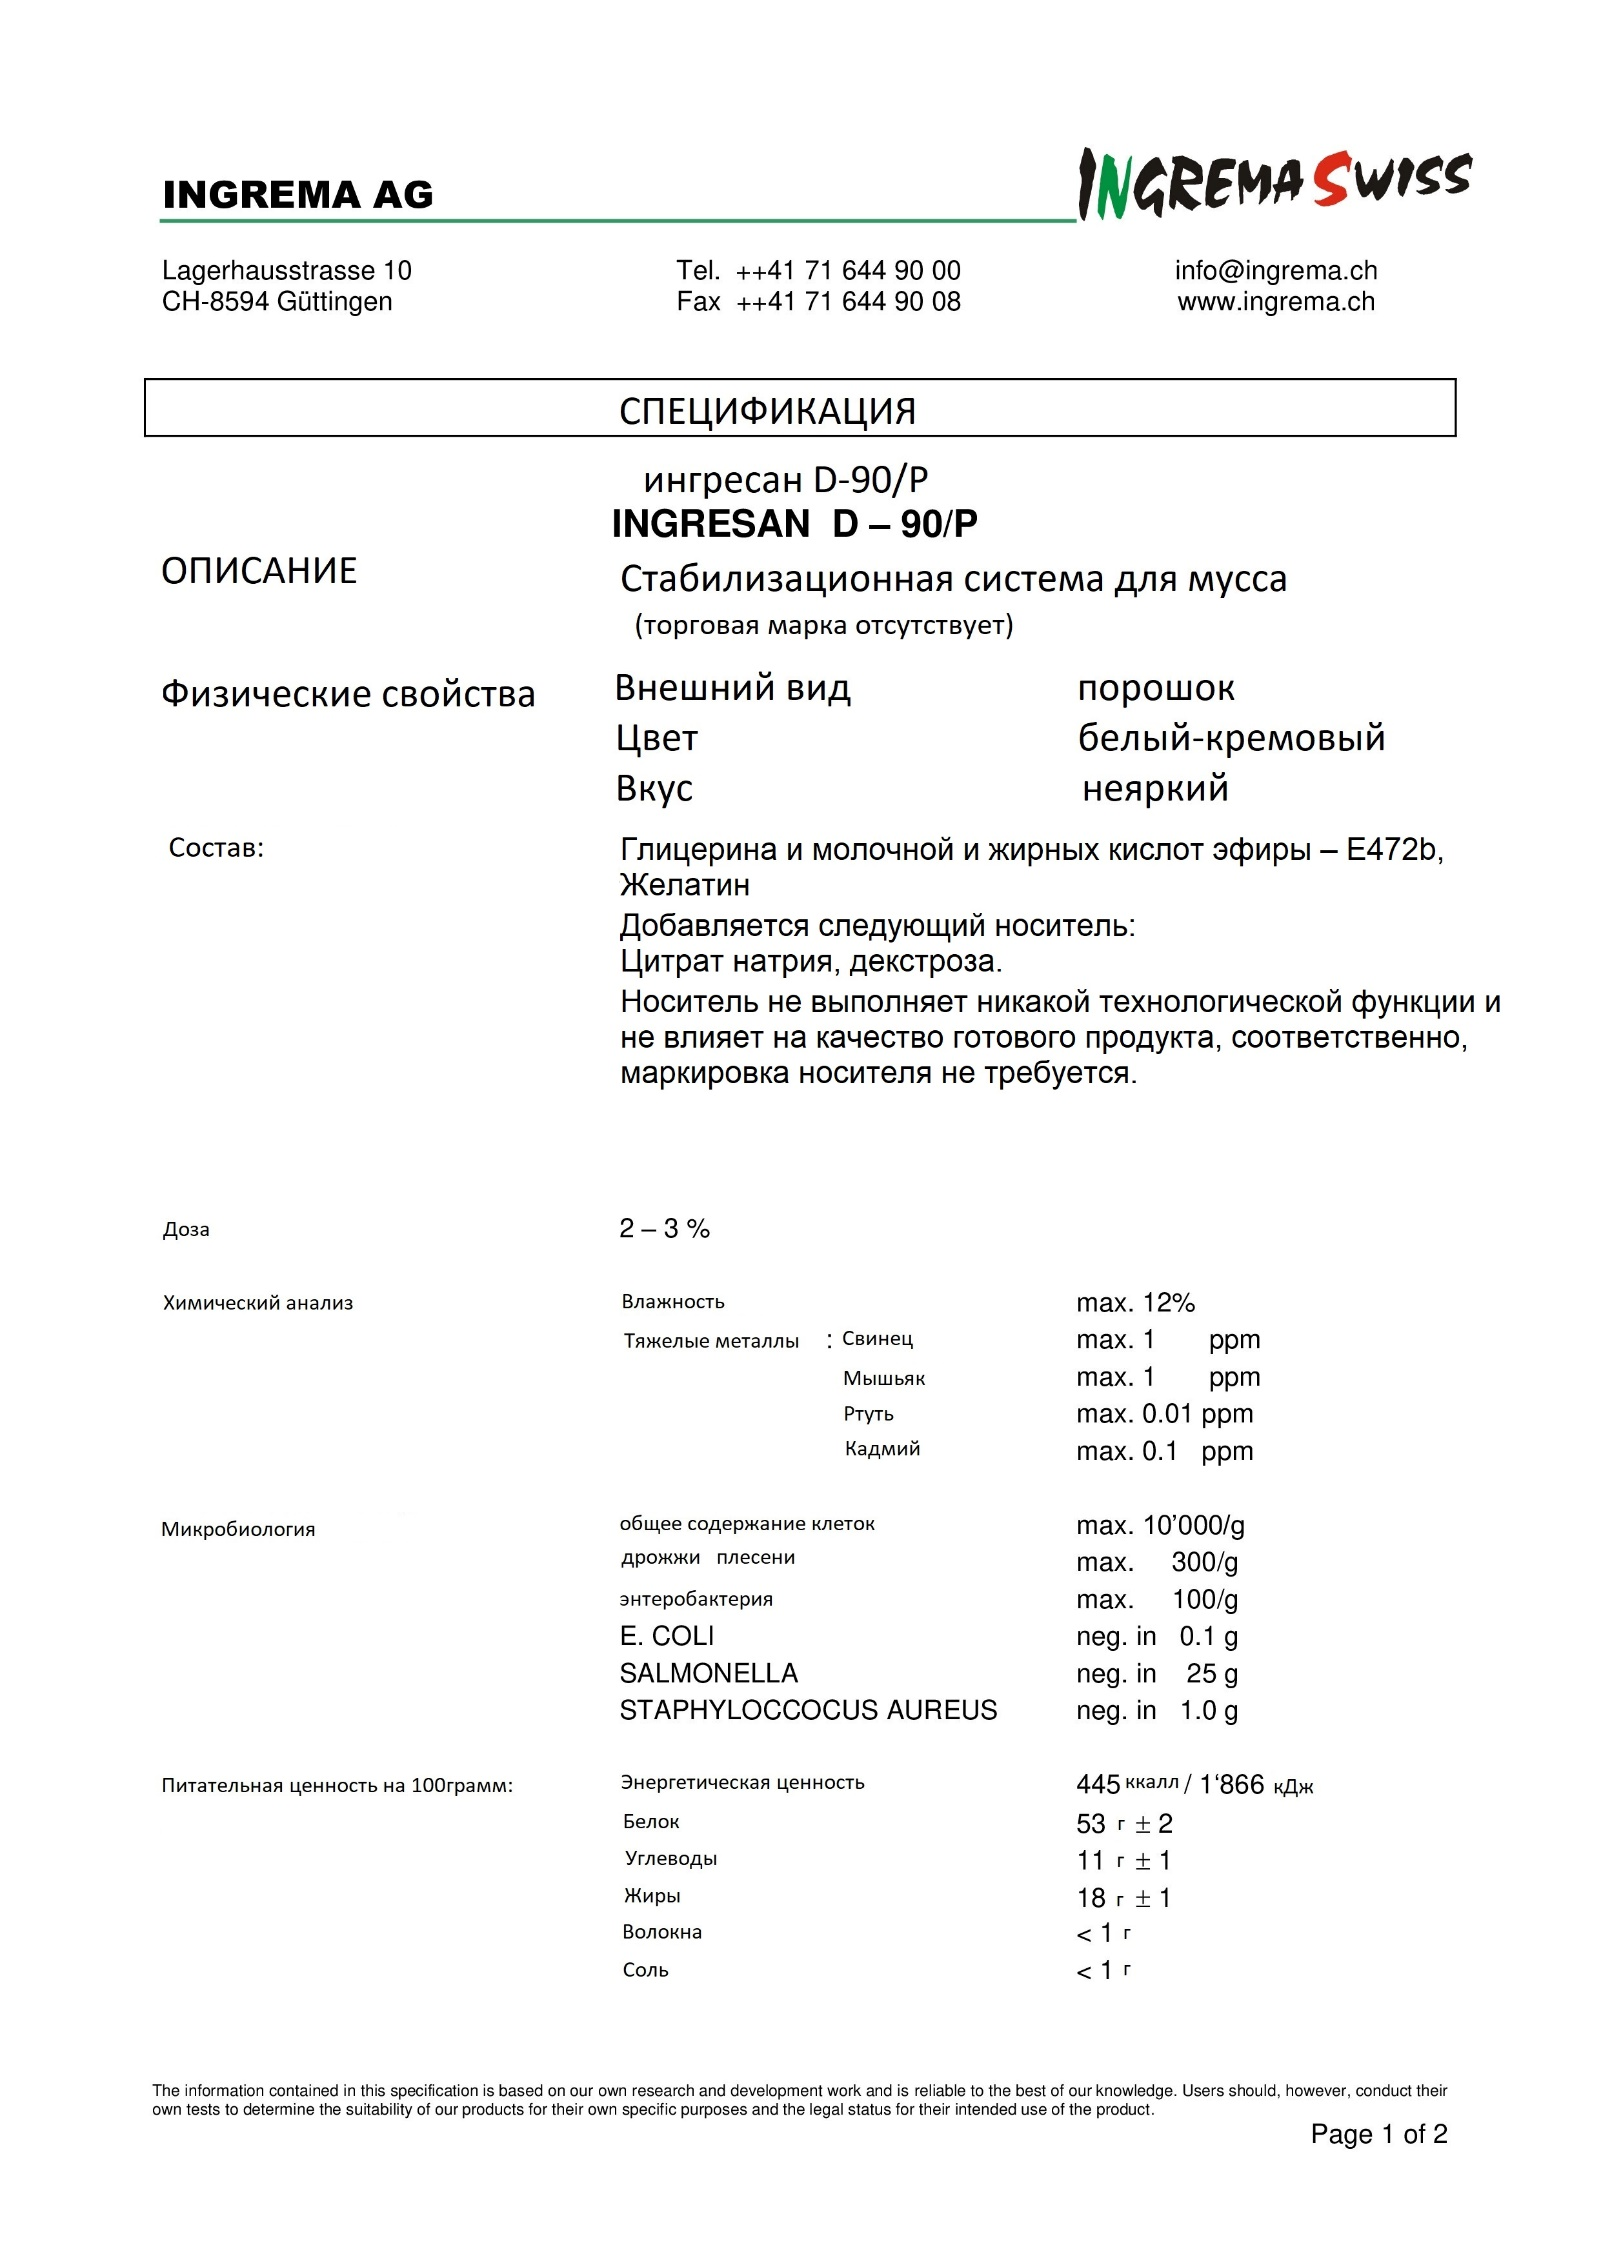 INGREMA AG
INGREMA SWISS
Lagerhausstrasse 10 Tel. ++41 71 644 90 00 info@ingrema.ch
CH-8594 Güttingen Fax ++41 71 644 90 08 www.ingrema.ch
СПЕЦИФИКАЦИЯ
ингресан D-90/P
INGRESAN D – 90/P
ОПИСАНИЕ Стабилизационная система для мусса
(торговая марка отсутствует)
Физические свойства Внешний вид порошок
Цвет белый-кремовый
Вкус неяркий
Состав: Глицерина и молочной и жирных кислот эфиры – E472b,
Желатин
Добавляется следующий носитель:
Цитрат натрия, декстроза.
Носитель не выполняет никакой технологической функции и
не влияет на качество готового продукта, соответственно,
маркировка носителя не требуется.
Доза 2 – 3 %
Химический анализ Влажность max. 12%
Тяжелые металлы : Свинец max. 1 ppm
Мышьяк max. 1 ppm
Ртуть max. 0.01 ppm
Кадмий max. 0.1 ppm
Микробиология общее содержание клеток max. 10’000/g
дрожжи плесени max. 300/g
энтеробактерия max. 100/g
E. COLI neg. in 0.1 g
SALMONELLA neg. in 25 g
STAPHYLOCCOCUS AUREUS neg. in 1.0 g
Питательная ценность на 100грамм: Энергетическая ценность 445 ккалл / 1‘866 кДж
Белок 53 г ± 2
Углеводы 11 г ± 1
Жиры 18 г ± 1
Волокна < 1 г
Соль < 1 г
The information contained in this specification is based on our own research and development work and is reliable to the best of our knowledge. Users should, however, conduct their
own tests to determine the suitability of our products for their own specific purposes and the legal status for their intended use of the product.
Page 1 of 2